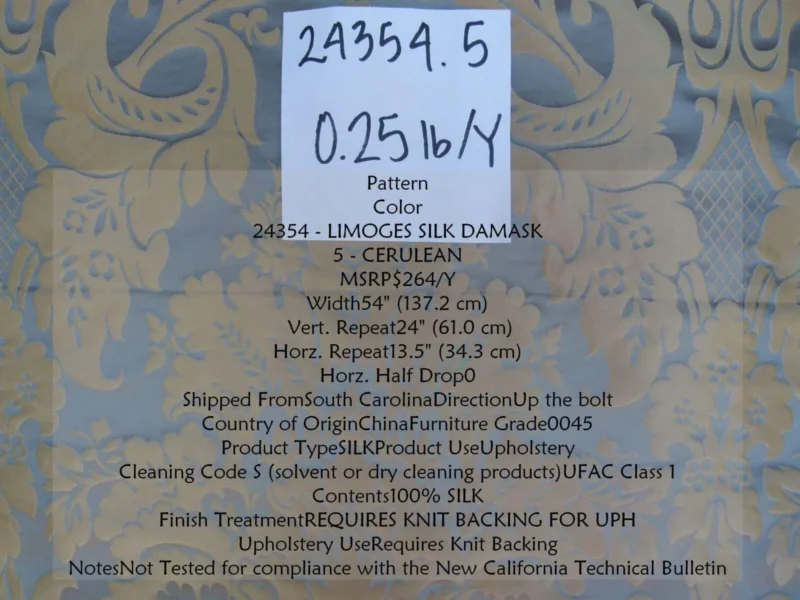 24354.5
0.25 lb/Y
Pattern
Color
24354 - LIMOGES SILK DAMASK
5 - CERULEAN
MSRP$264/Y
Width54" (137.2 cm)
Vert. Repeat24" (61.0 cm)
Horz. Repeat13.5" (34.3 cm)
Horz. Half Drop0
Shipped FromSouth CarolinaDirectionUp the bolt
Country of OriginChinaFurniture Grade0045
Product TypeSILKProduct UseUpholstery
Cleaning Code S (solvent or dry cleaning products)UFAC Class 1
Contents100% SILK
Finish TreatmentREQUIRES KNIT BACKING FOR UPH
Upholstery UseRequires Knit Backing
NotesNot Tested for compliance with the New California Technical Bulletin